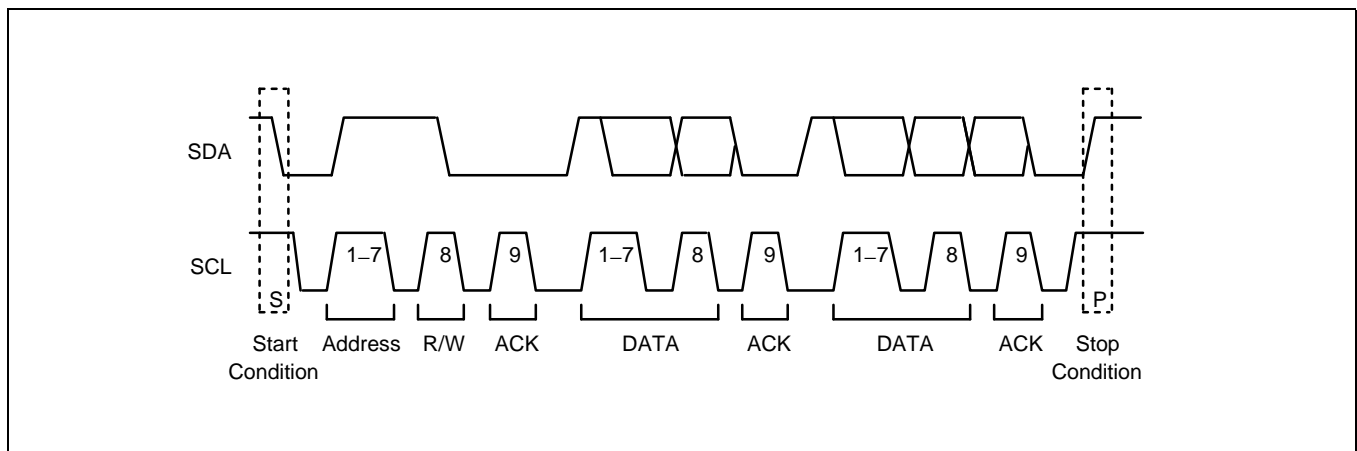 SDA
1–7 8 9 1–7 8 9 1–7 8 9
SCL
S P
Start Address R/W ACK DATA ACK DATA ACK Stop
Condition Condition